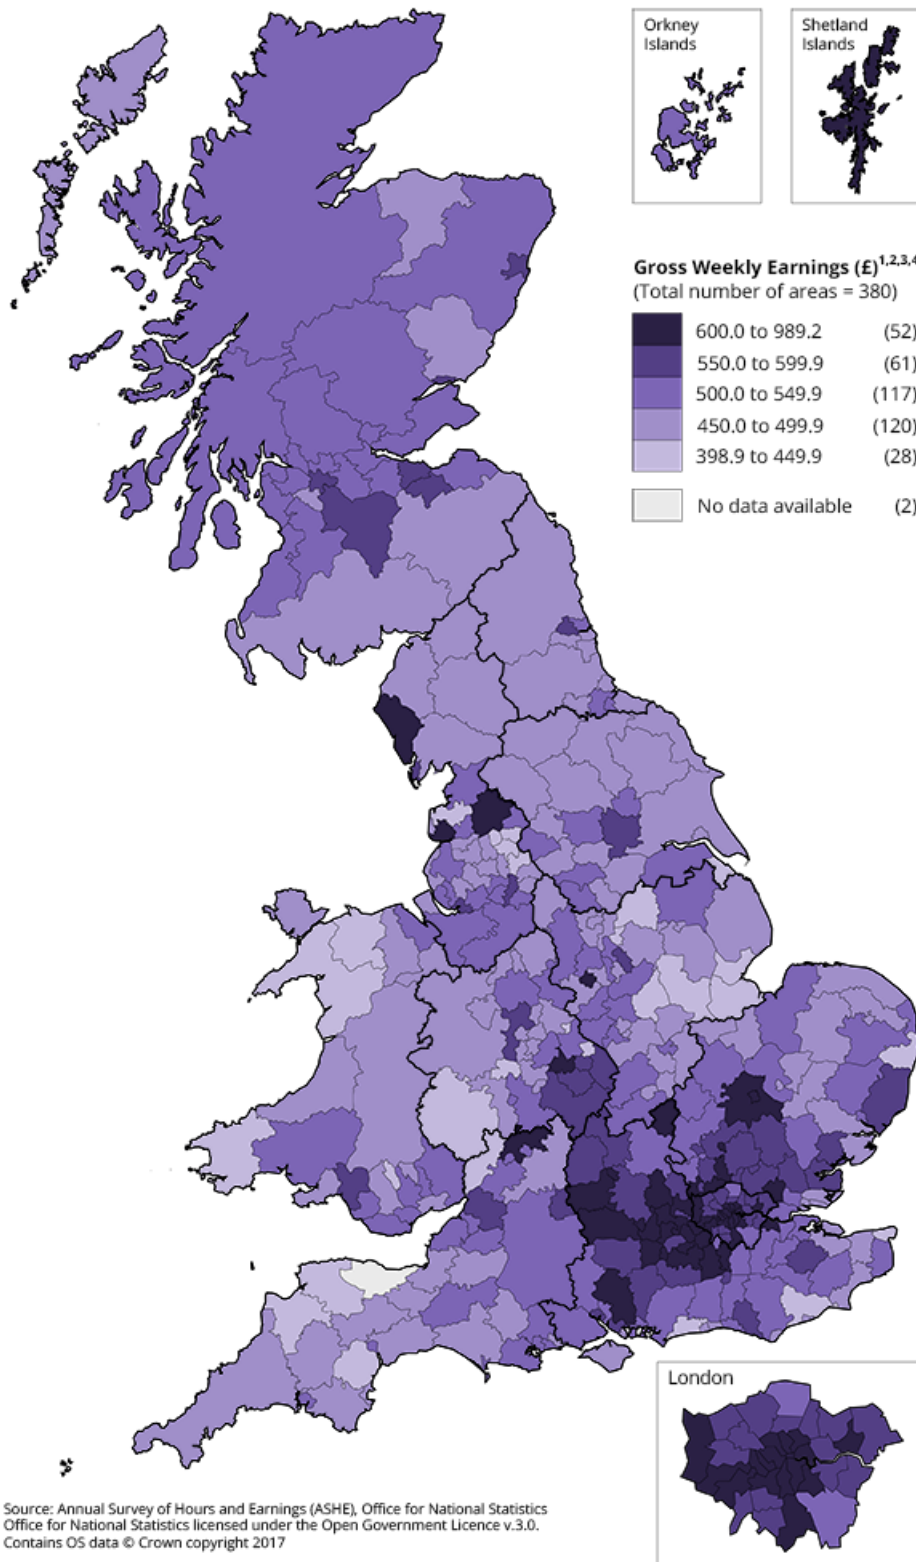 Orkney
Islands
Shetland
Islands
Gross Weekly Earnings (£)1,2,3,4
(Total number of areas = 380)
600.0 to 989.2 (52)
550.0 to 599.9 (61)
500.0 to 549.9 (117)
450.0 to 499.9 (120)
398.9 to 449.9 (28)
No data available (2)
London
Source: Annual Survey of Hours and Earnings (ASHE), Office for National Statistics
Office for National Statistics licensed under the Open Government Licence v.3.0.
Contains OS data © Crown copyright 2017